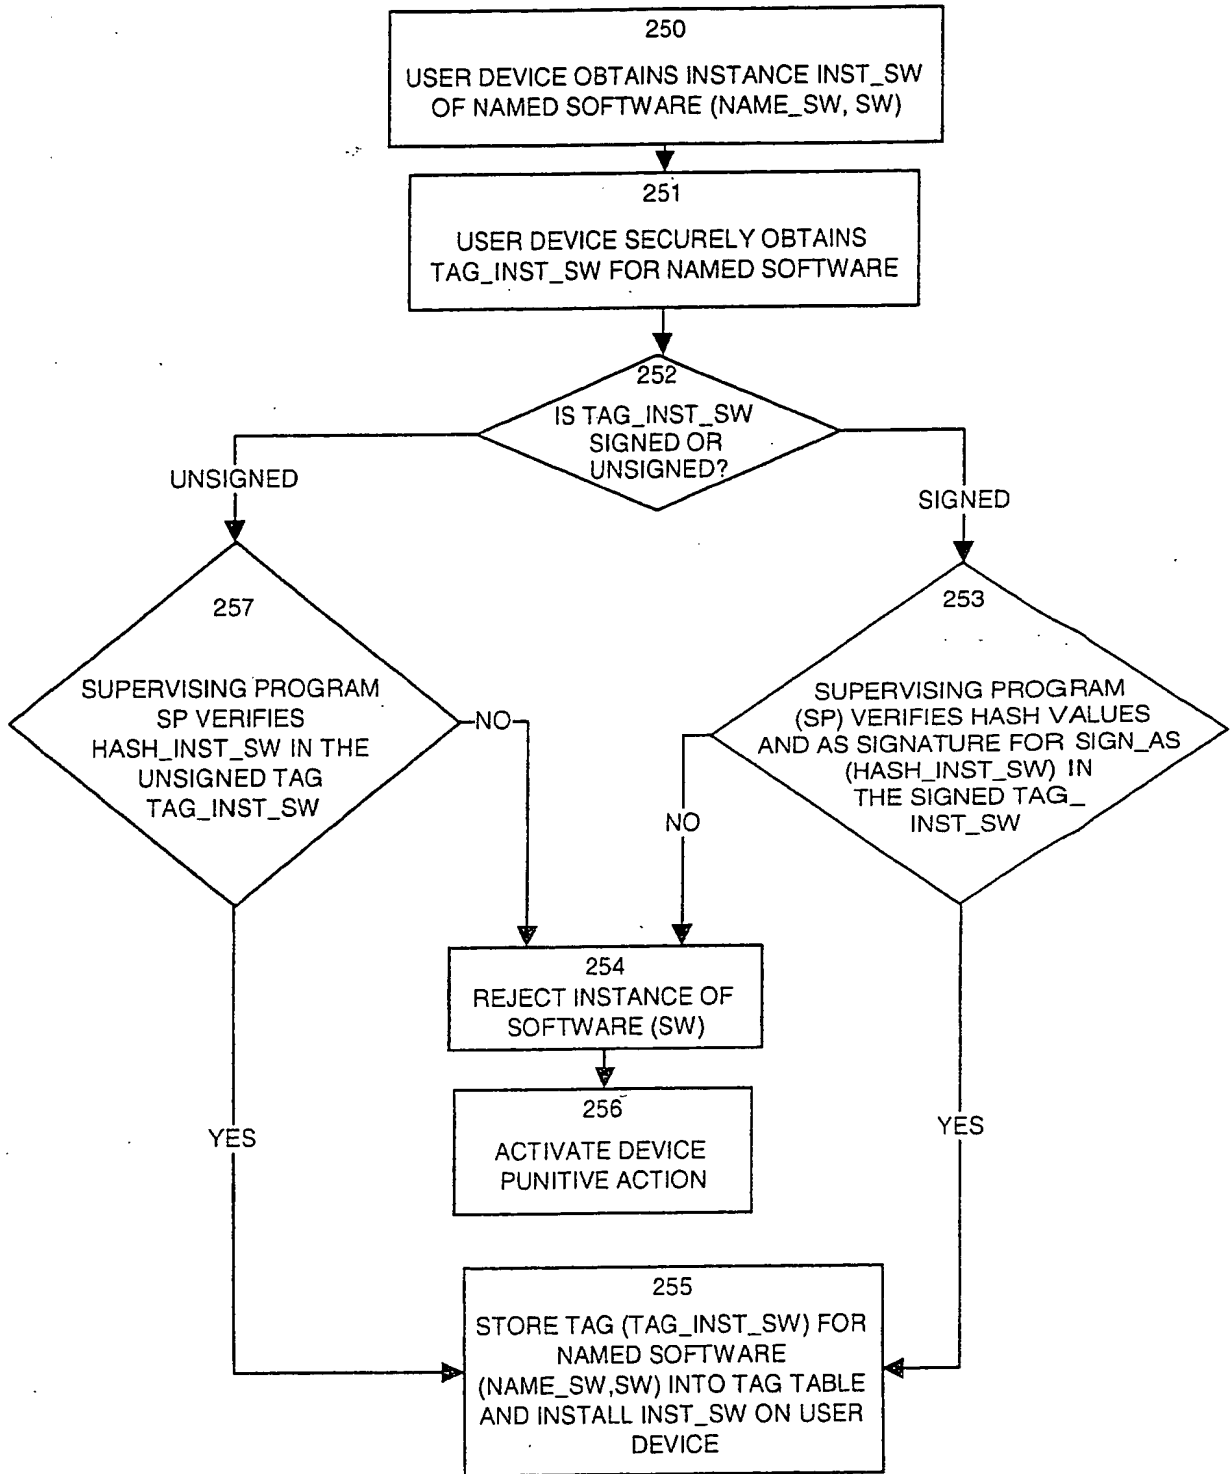 250
USER DEVICE OBTAINS INSTANCE INST_SW
OF NAMED SOFTWARE (NAME_SW, SW)
251
USER DEVICE SECURELY OBTAINS
TAG_INST_SW FOR NAMED SOFTWARE
252
IS TAG_INST_SW
SIGNED OR
UNSIGNED?
UNSIGNED
SIGNED
257
SUPERVISING PROGRAM
SP VERIFIES
HASH_INST_SW IN THE
UNSIGNED TAG
TAG_INST_SW
NO
253
SUPERVISING PROGRAM
(SP) VERIFIES HASH VALUES
AND AS SIGNATURE FOR SIGN_AS
(HASH_INST_SW) IN
THE SIGNED TAG_
INST_SW
NO
254
REJECT INSTANCE OF
SOFTWARE (SW)
256
ACTIVATE DEVICE
PUNITIVE ACTION
YES
YES
255
STORE TAG (TAG_INST_SW) FOR
NAMED SOFTWARE
(NAME_SW,SW) INTO TAG TABLE
AND INSTALL INST_SW ON USER
DEVICE